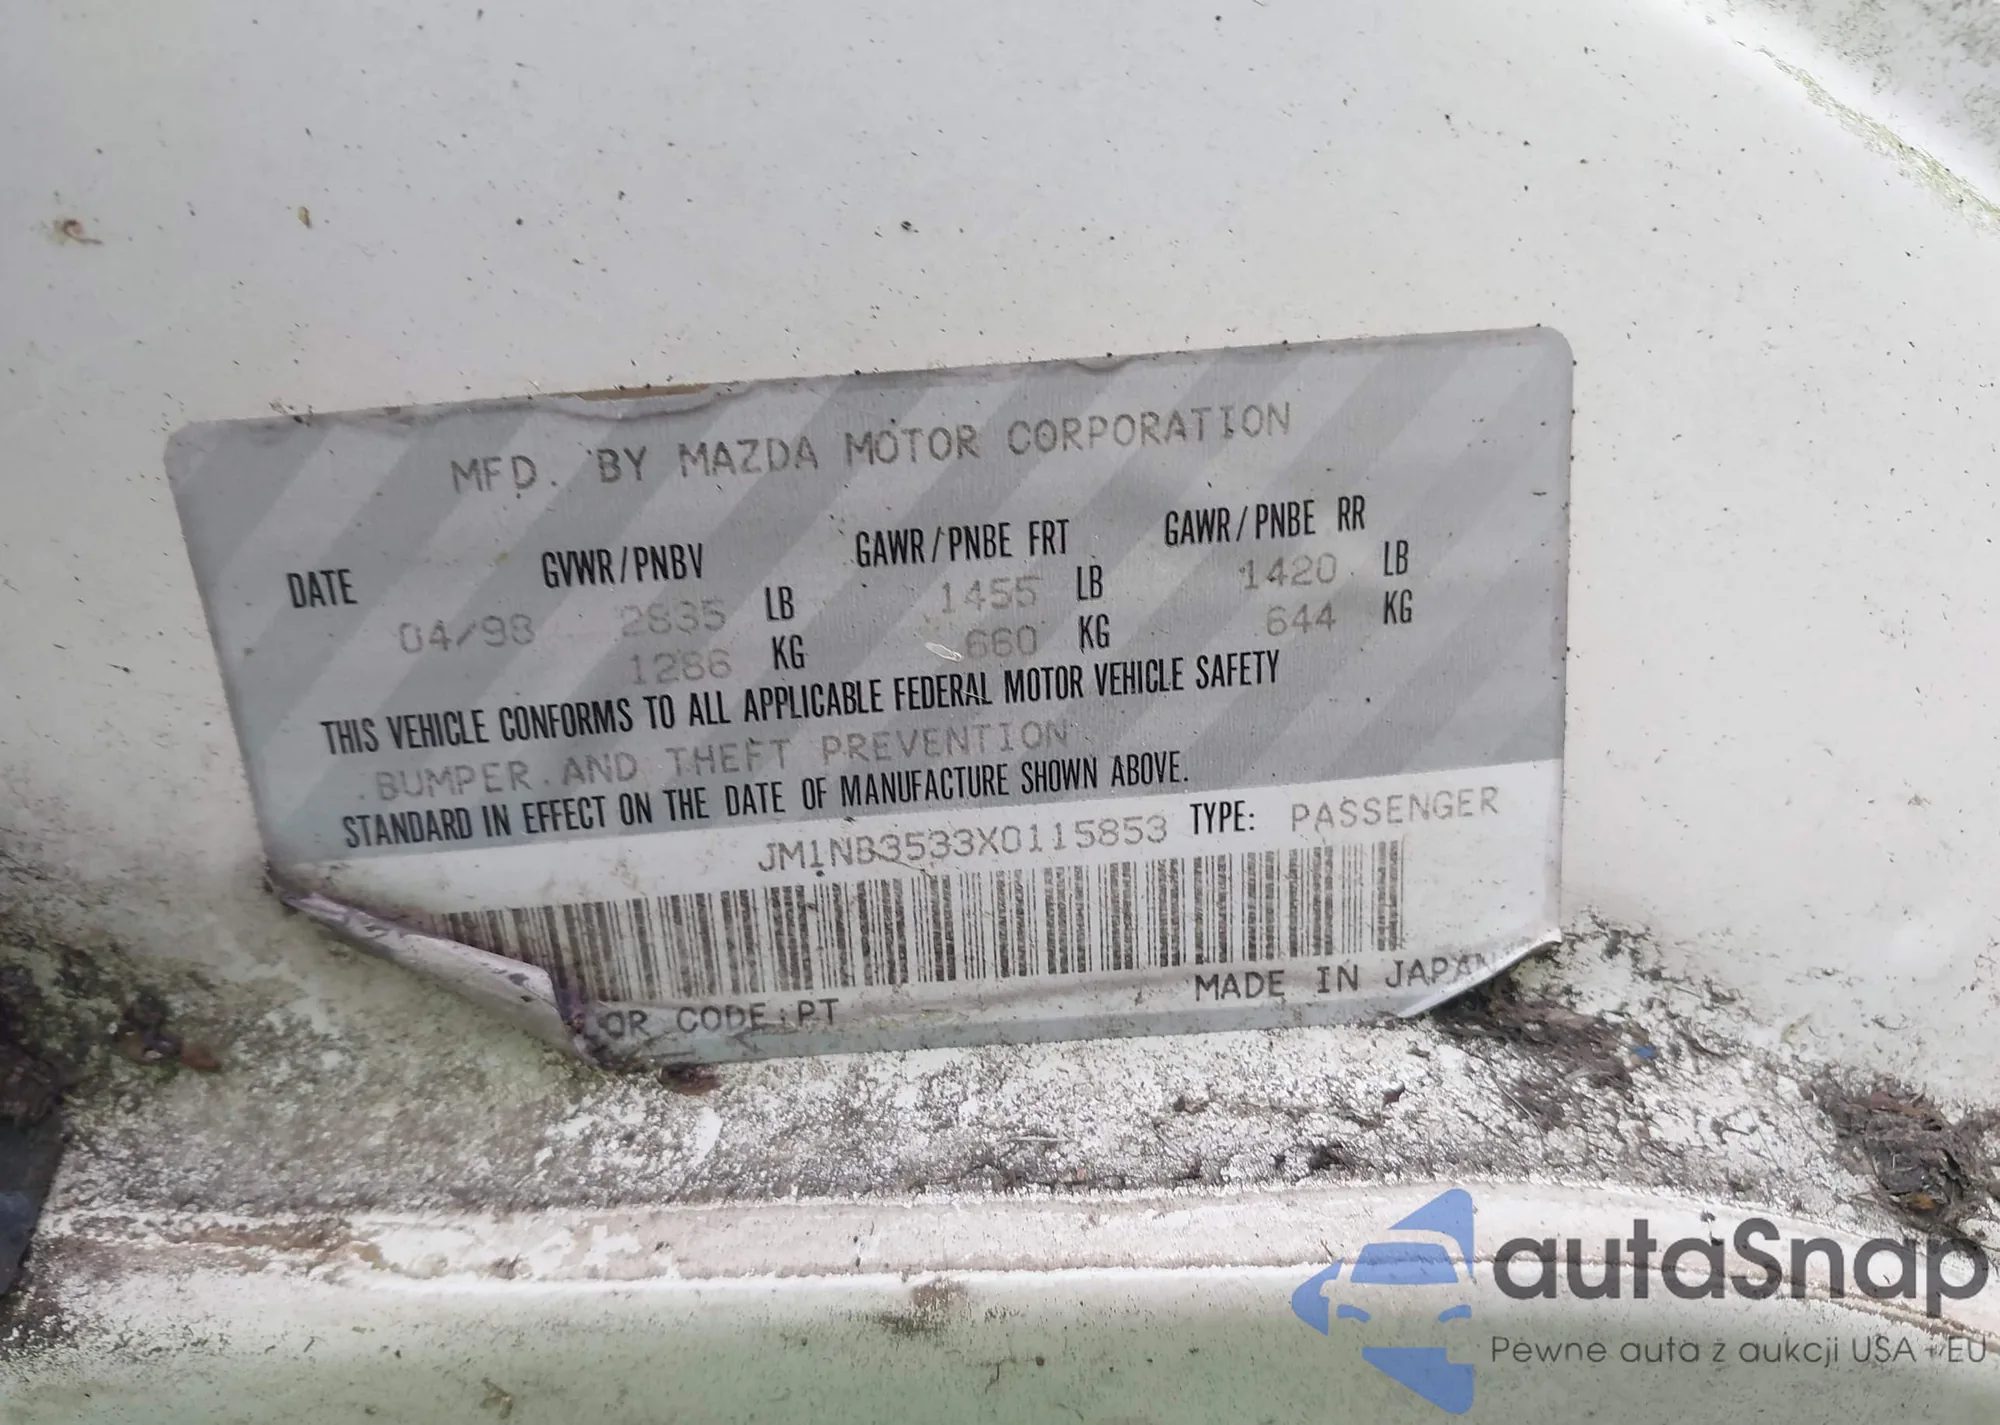 MFD. BY MAZDA MOTOR CORPORATION
DATE GVWR/PNBV GAWR/PNBE FRT GAWR/PNBE RR
04/98 2835 LB 1455 LB 1420 LB
1286 KG 660 KG 644 KG
THIS VEHICLE CONFORMS TO ALL APPLICABLE FEDERAL MOTOR VEHICLE SAFETY
BUMPER AND THEFT PREVENTION
STANDARD IN EFFECT ON THE DATE OF MANUFACTURE SHOWN ABOVE.
JM1NB3533X0115853 TYPE: PASSENGER
OR CODE:PT MADE IN JAPAN
autaSnap
Pewne auta z aukcji USA i EU